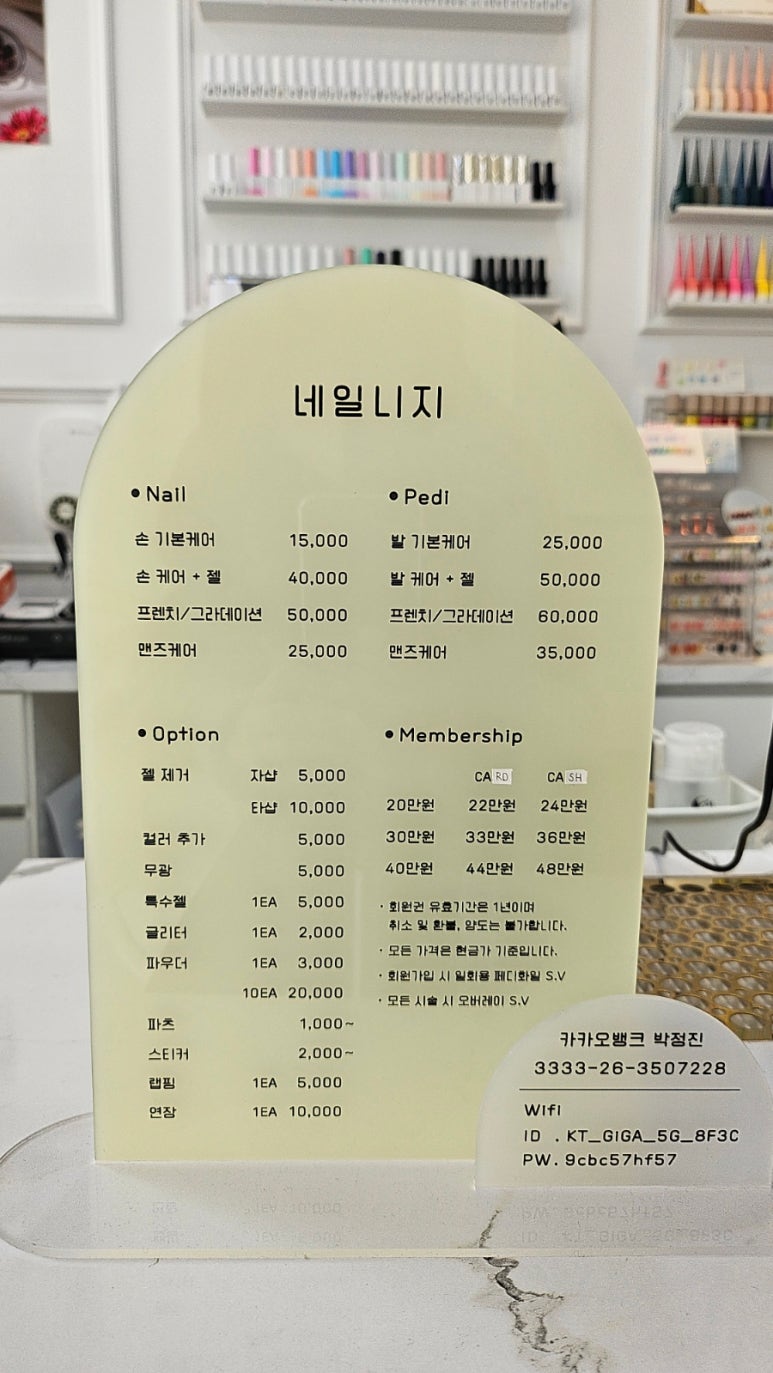 네일니지
• Nail
손 기본케어 15,000
손 케어 + 젤 40,000
프렌치/그라데이션 50,000
맨즈케어 25,000
• Pedi
발 기본케어 25,000
발 케어 + 젤 50,000
프렌치/그라데이션 60,000
맨즈케어 35,000
• Option
젤 제거 자샵 5,000
타샵 10,000
컬러 추가 5,000
무광 5,000
특수젤 1EA 5,000
글리터 1EA 2,000
파우더 1EA 3,000
10EA 20,000
파츠 1,000~
스티커 2,000~
랩핑 1EA 5,000
연장 1EA 10,000
• Membership
CARD CASH
20만원 22만원 24만원
30만원 33만원 36만원
40만원 44만원 48만원
· 회원권 유효기간은 1년이며
취소 및 환불, 양도는 불가합니다.
· 모든 가격은 현금가 기준입니다.
· 회원가입 시 일회용 페디화일 S.V
· 모든 시술 시 오버레이 S.V
카카오뱅크 박정진
3333-26-3507228
Wifi
ID . KT_GIGA_5G_8F3C
PW. 9cbc57hf57